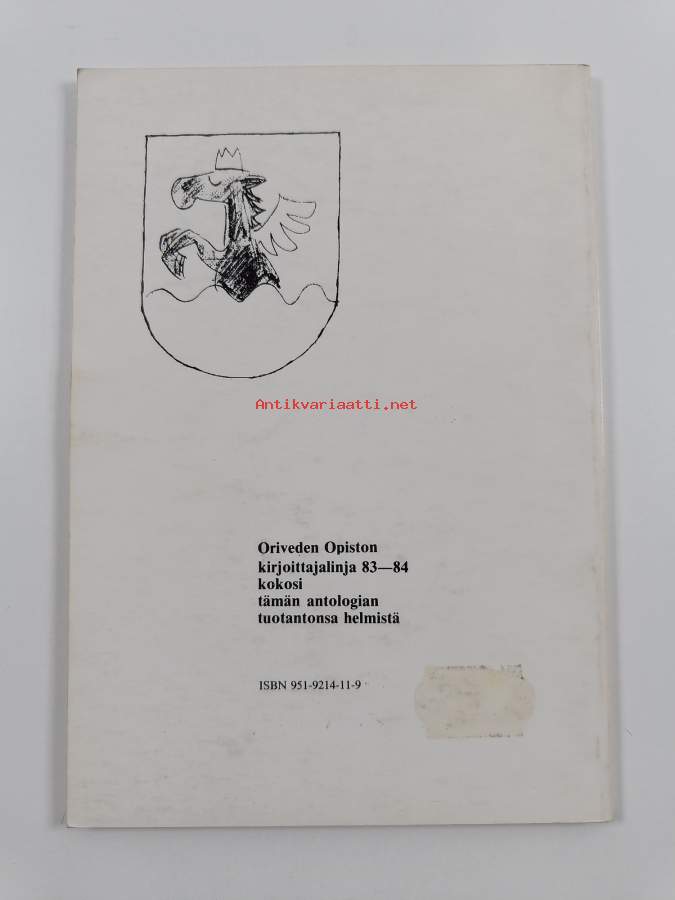 Antikvariaatti.net
Oriveden Opiston
kirjoittajalinja 83—84
kokosi
tämän antologian
tuotantonsa helmistä
ISBN 951-9214-11-9